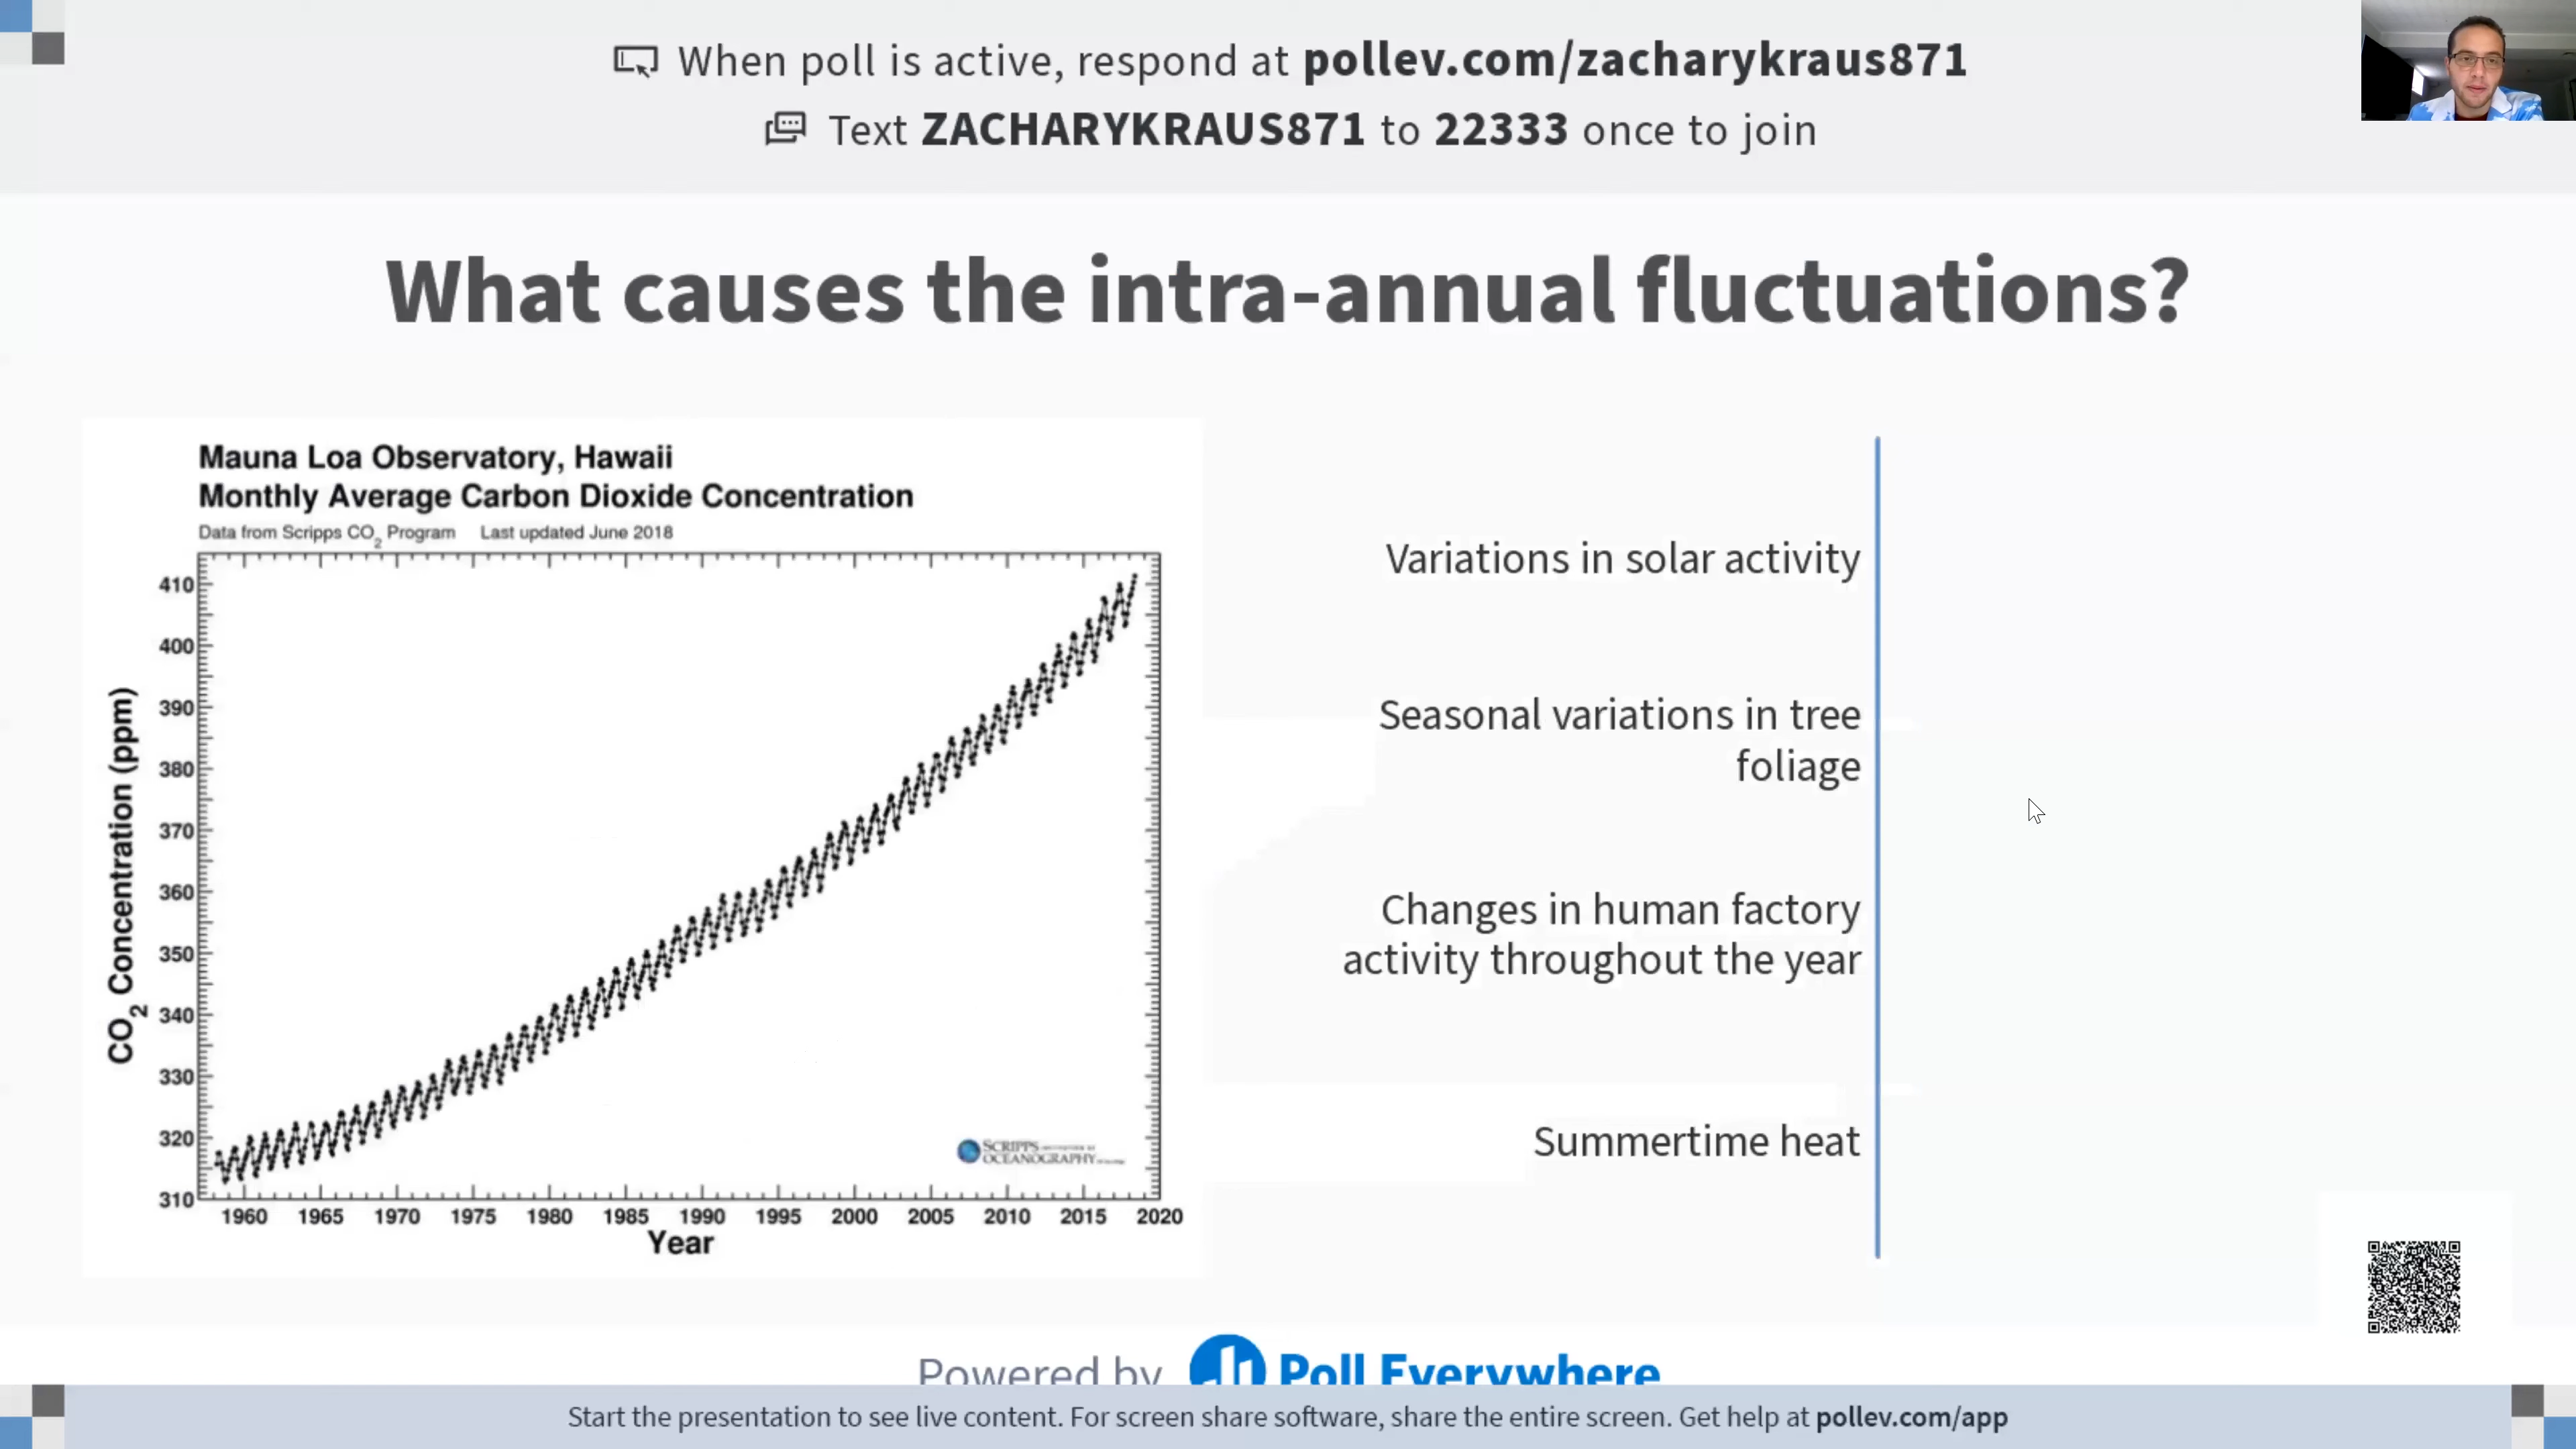 When poll is active, respond at pollev.com/zacharykraus871
Text ZACHARYKRAUS871 to 22333 once to join
What causes the intra-annual fluctuations?
Mauna Loa Observatory, Hawaii
Monthly Average Carbon Dioxide Concentration
Data from Scripps CO2 Program Last updated June 2018
CO2 Concentration (ppm)
410
400
390
380
370
360
350
340
330
320
310
1960 1965 1970 1975 1980 1985 1990 1995 2000 2005 2010 2015 2020
Year
SCRIPPS
OCEANOGRAPHY
Variations in solar activity
Seasonal variations in tree
foliage
Changes in human factory
activity throughout the year
Summertime heat
Powered by Poll Everywhere
Start the presentation to see live content. For screen share software, share the entire screen. Get help at pollev.com/app